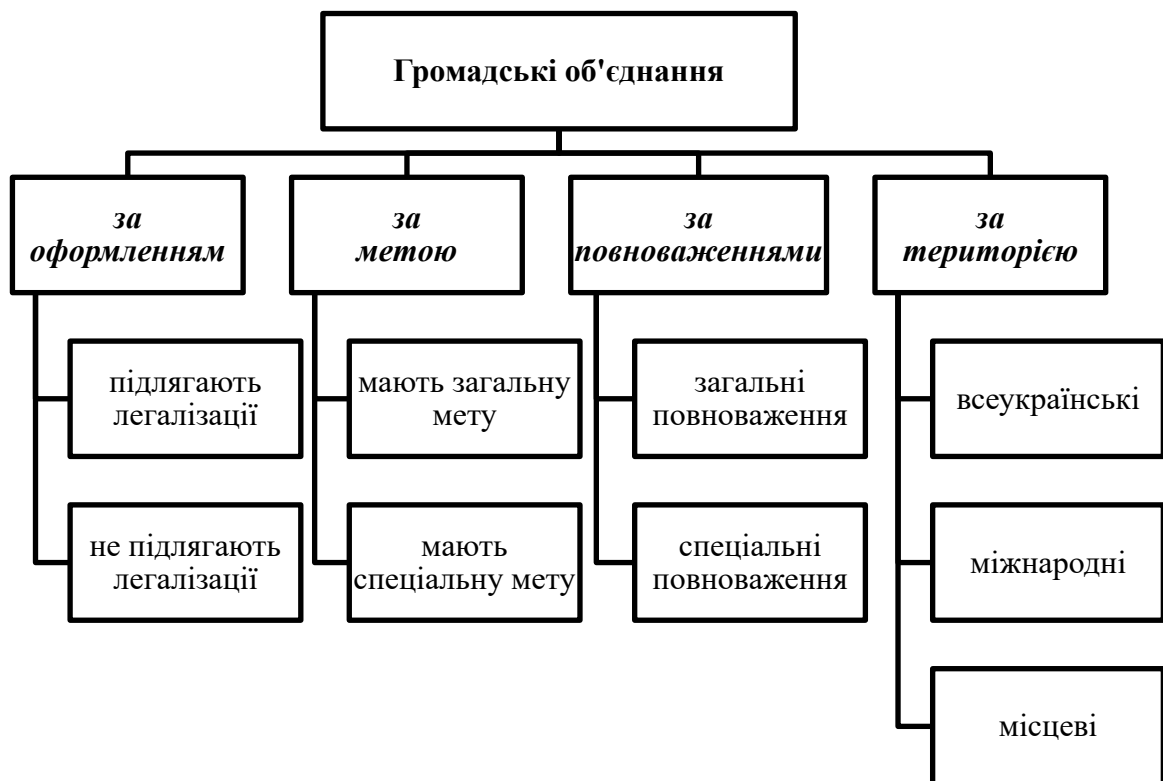 Громадські об'єднання
за
оформленням
підлягають
легалізації
не підлягають
легалізації
за
метою
мають загальну
мету
мають
спеціальну мету
за
повноваженнями
загальні
повноваження
спеціальні
повноваження
за
територією
всеукраїнські
міжнародні
місцеві